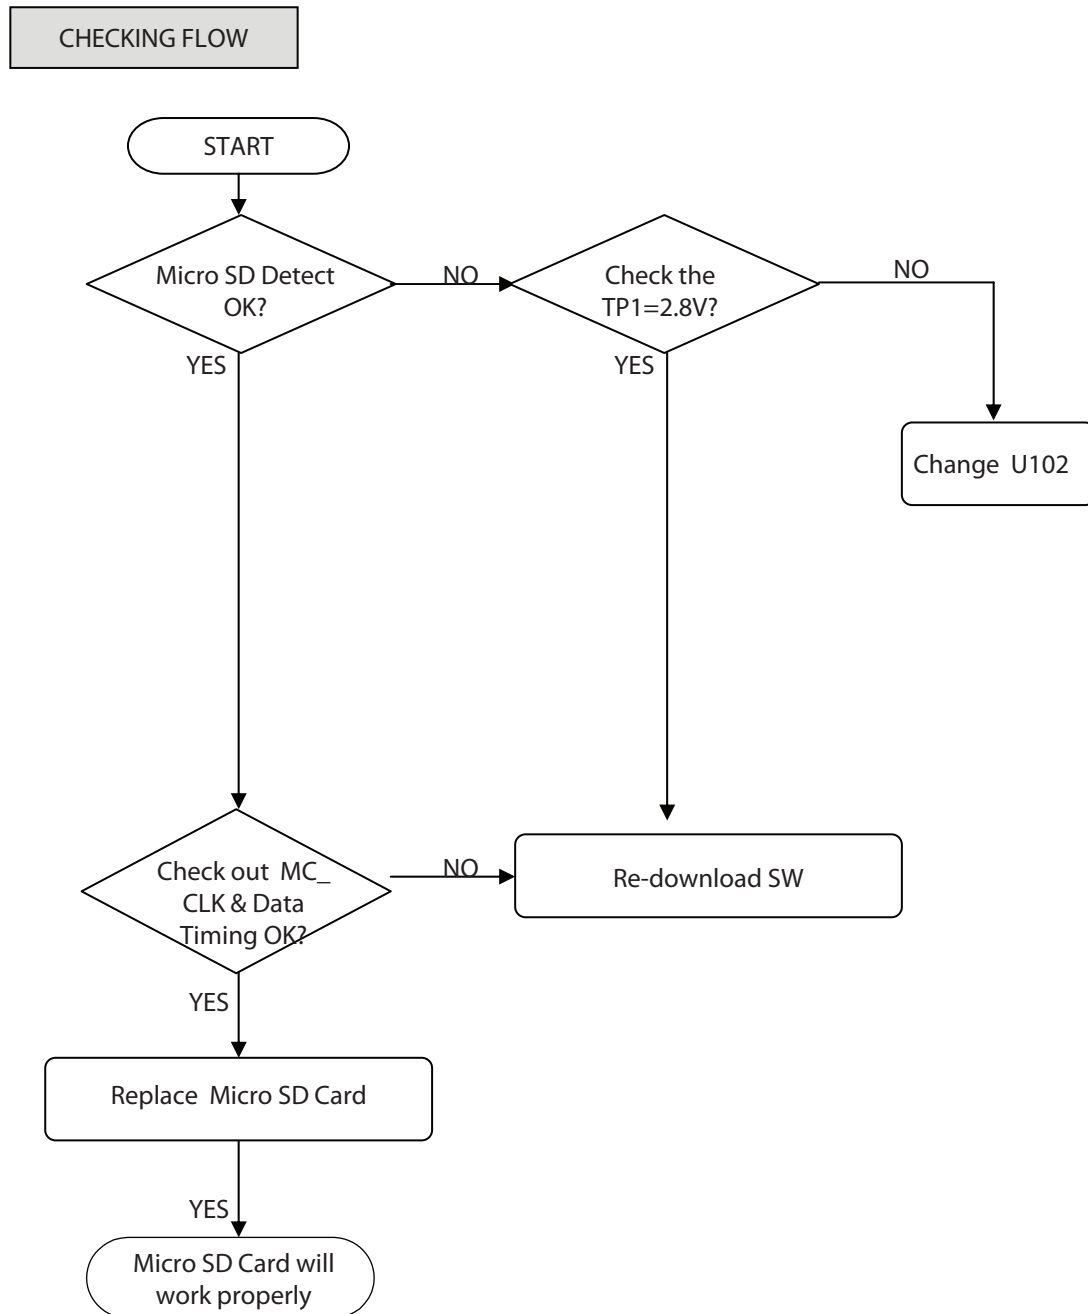 CHECKING FLOW
START
Micro SD Detect
OK?
NO
Check the
TP1=2.8V?
NO
YES
YES
Change U102
Check out MC_
CLK & Data
Timing OK?
NO
Re-download SW
YES
Replace Micro SD Card
YES
Micro SD Card will
work properly